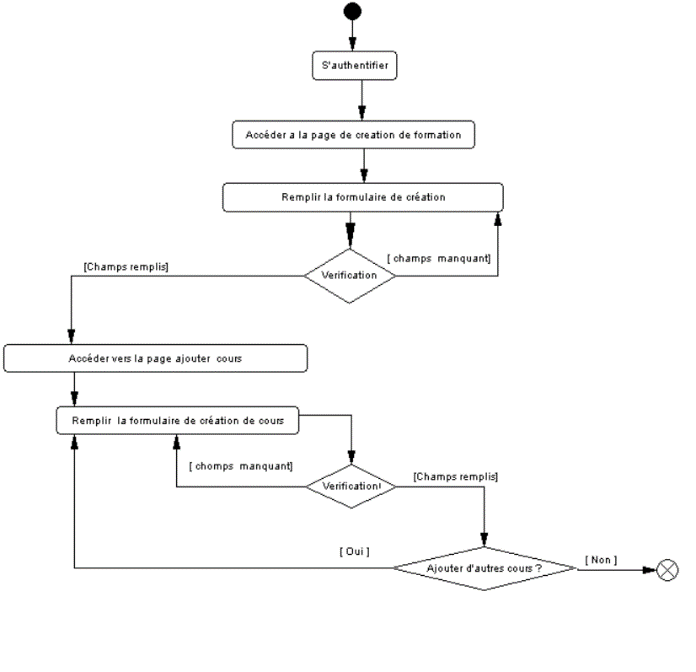 S'authentifier
Accéder a la page de creation de formation
Remplir la formulaire de création
[ champs manquant]
Verification
[Champs remplis]
Accéder vers la page ajouter cours
Remplir la formulaire de création de cours
[ chomps manquant]
Verification!
[Champs remplis]
[ Oui ]
Ajouter d'autres cours ?
[ Non ]